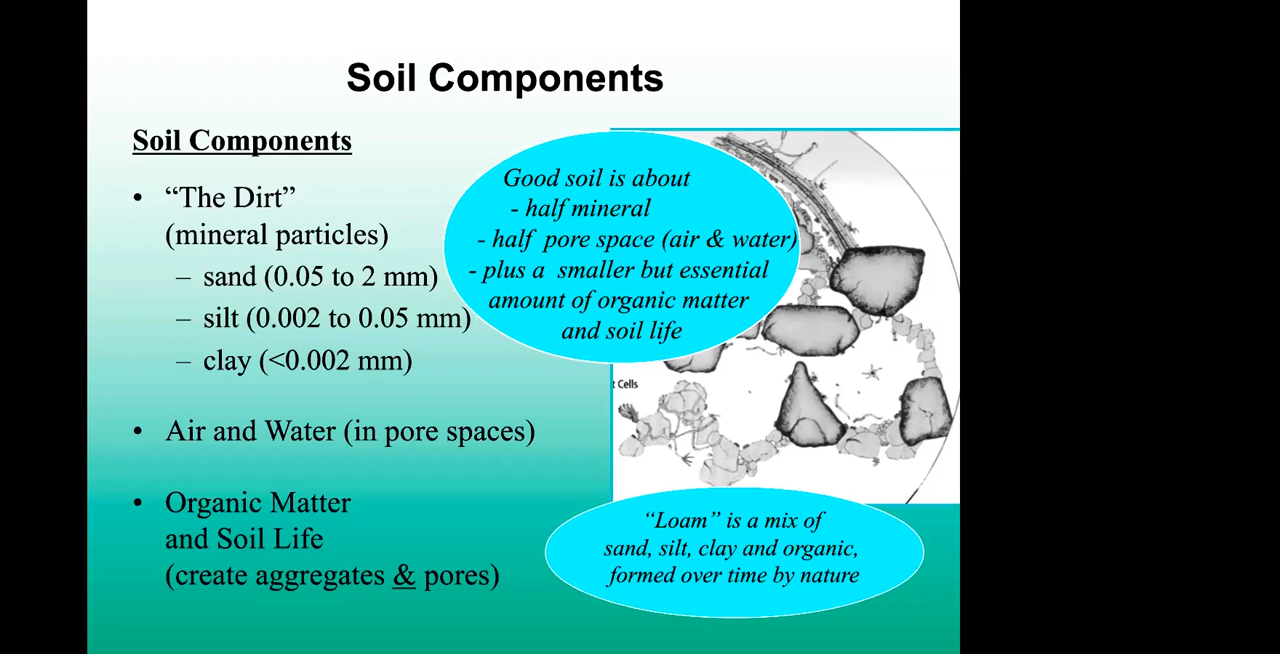 Soil Components
Soil Components
• “The Dirt”
(mineral particles)
– sand (0.05 to 2 mm)
– silt (0.002 to 0.05 mm)
– clay (<0.002 mm)
• Air and Water (in pore spaces)
• Organic Matter
and Soil Life
(create aggregates & pores)
Good soil is about
- half mineral
- half pore space (air & water)
- plus a smaller but essential
amount of organic matter
and soil life
Cells
“Loam” is a mix of
sand, silt, clay and organic,
formed over time by nature